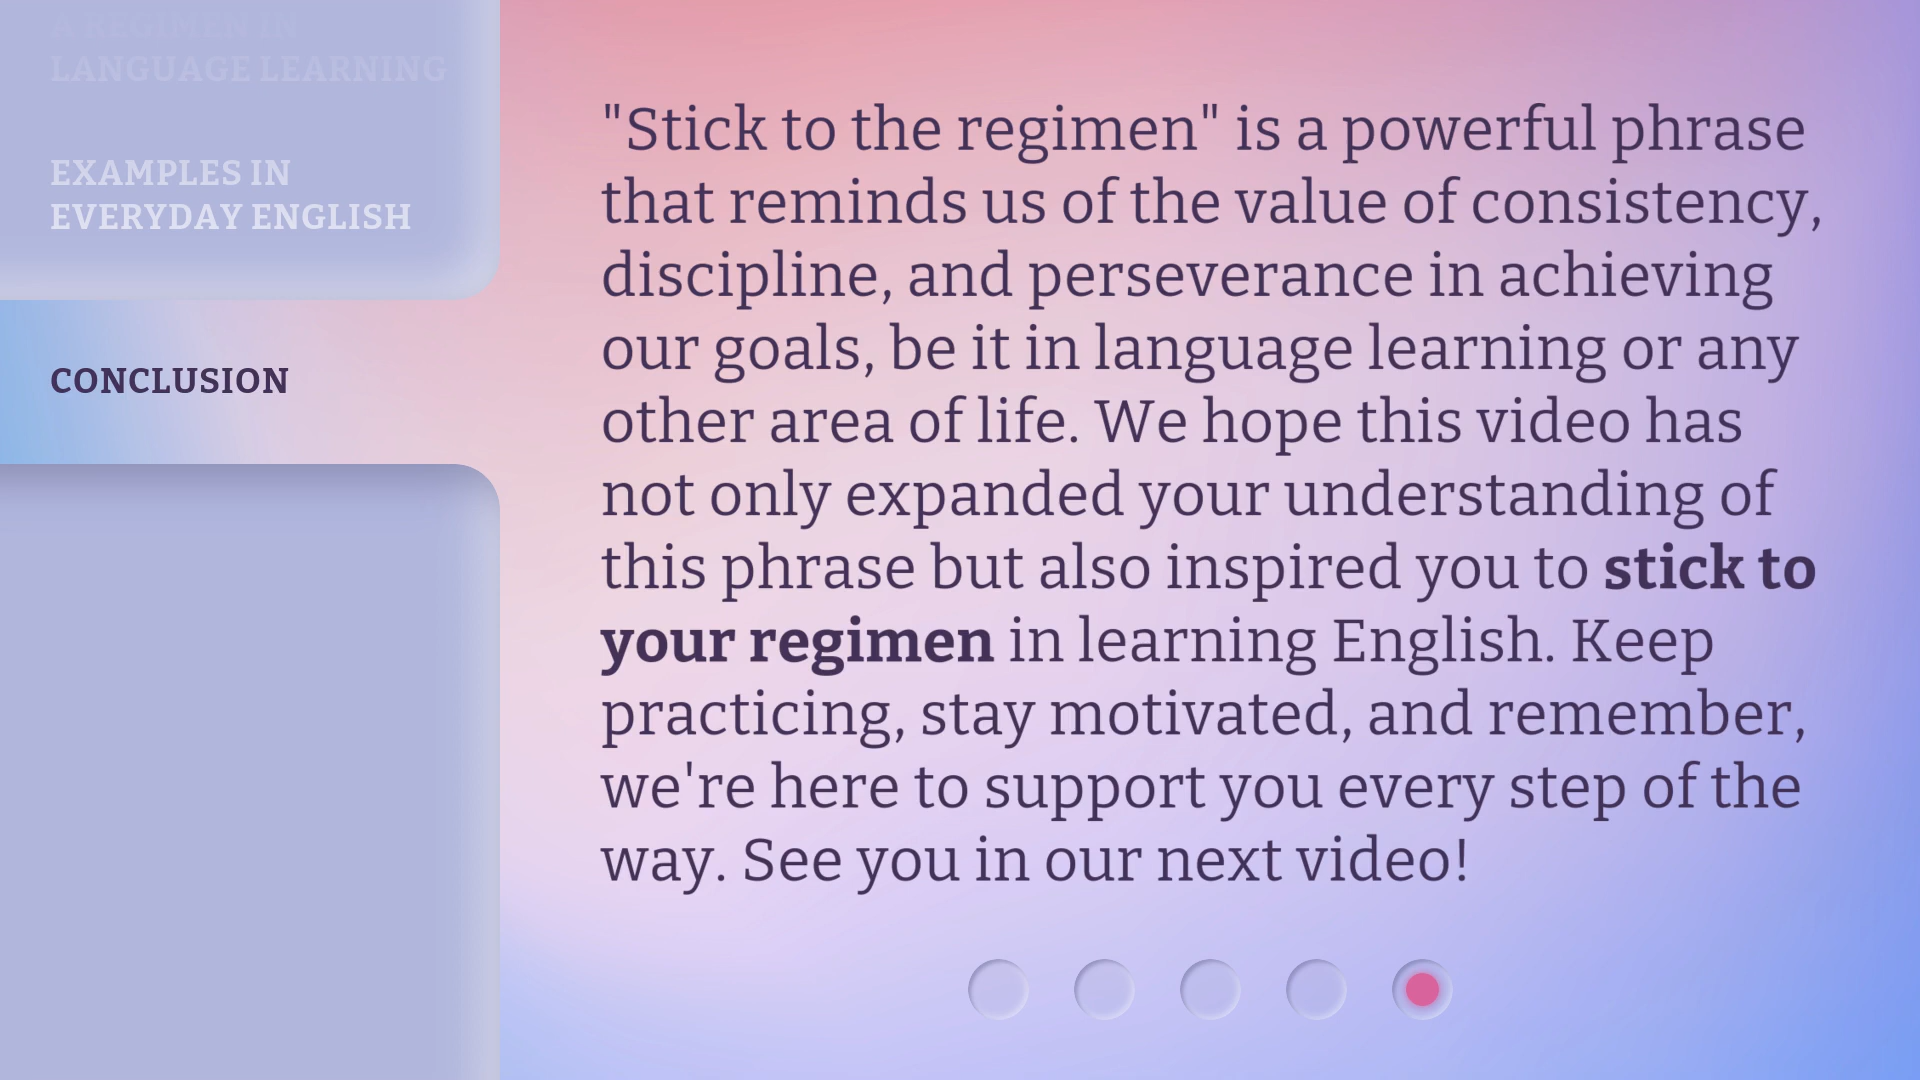 A REGIMEN IN
LANGUAGE LEARNING
EXAMPLES IN
EVERYDAY ENGLISH
CONCLUSION
"Stick to the regimen" is a powerful phrase
that reminds us of the value of consistency,
discipline, and perseverance in achieving
our goals, be it in language learning or any
other area of life. We hope this video has
not only expanded your understanding of
this phrase but also inspired you to stick to
your regimen in learning English. Keep
practicing, stay motivated, and remember,
we're here to support you every step of the
way. See you in our next video!